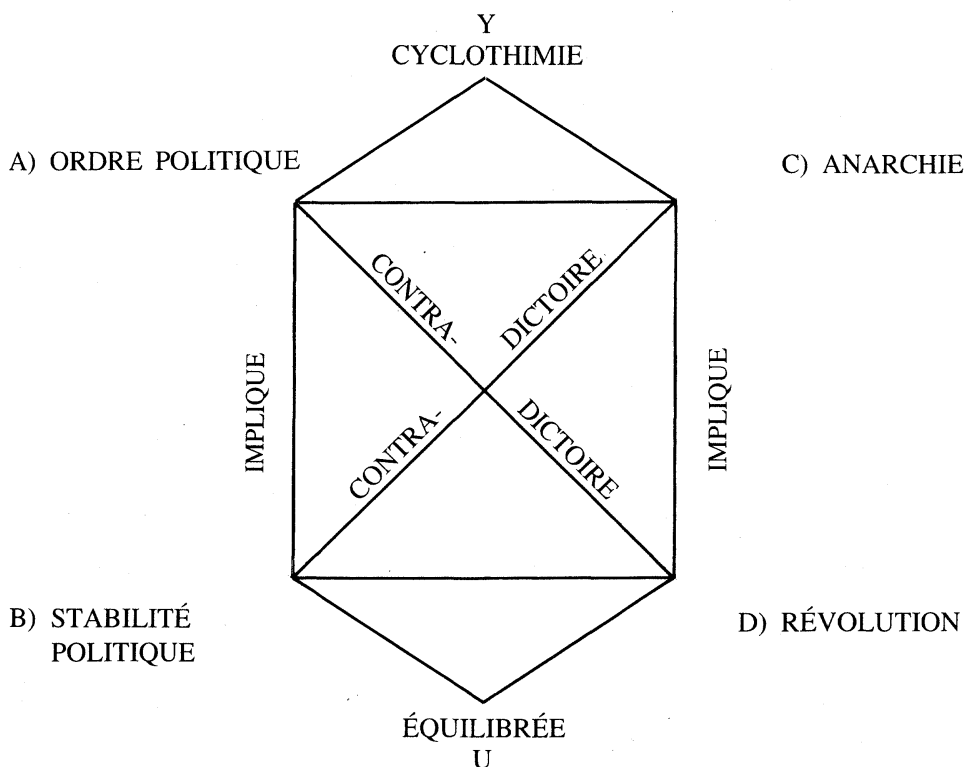 Y
CYCLOTHIMIE
A) ORDRE POLITIQUE
C) ANARCHIE
CONTRA-
DICTOIRE
IMPLIQUE
IMPLIQUE
CONTRA-
DICTOIRE
B) STABILITÉ
POLITIQUE
D) RÉVOLUTION
ÉQUILIBRÉE
U